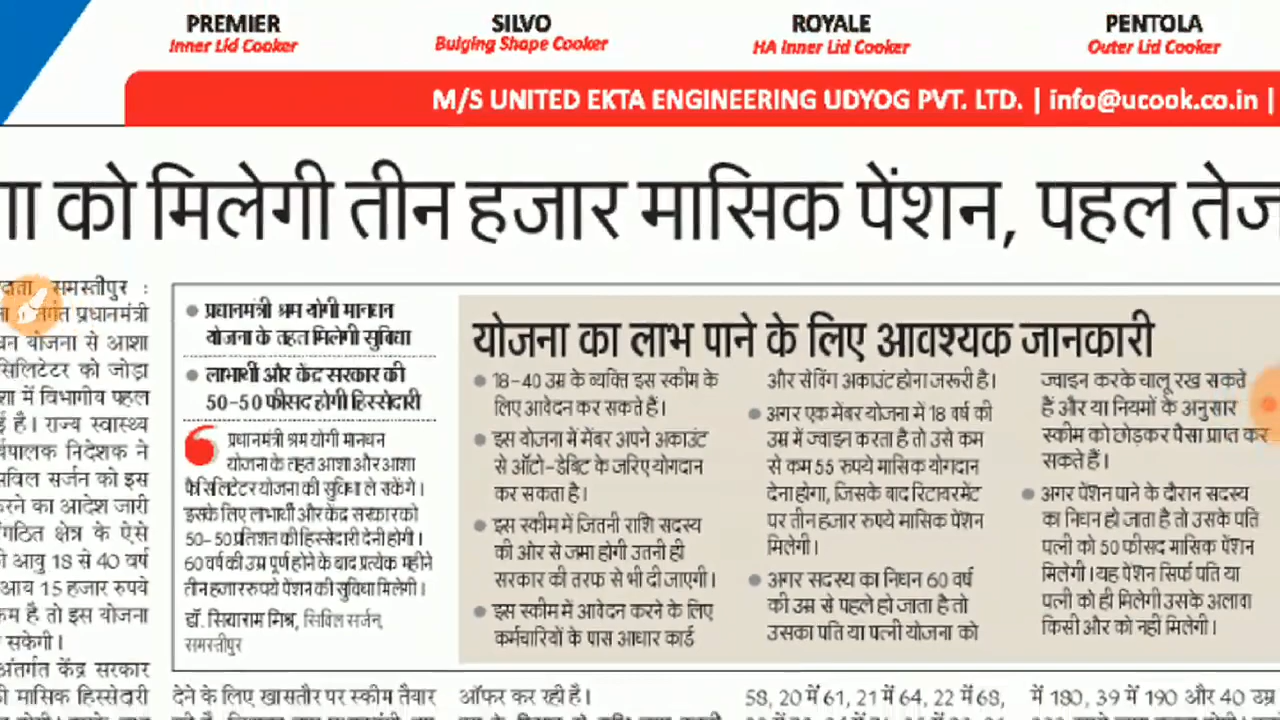 PREMIER
Inner Lid Cooker
SILVO
Bulging Shape Cooker
ROYALE
HA Inner Lid Cooker
PENTOLA
Outer Lid Cooker
M/S UNITED EKTA ENGINEERING UDYOG PVT. LTD. | info@ucook.co.in |
को मिलेगी तीन हजार मासिक पेंशन, पहल तेज
समस्तीपुर :
प्रधानमंत्री
योजना से आशा
को जोड़ा
में विभागीय पहल
है। राज्य स्वास्थ्य
निदेशक ने
सर्जन को इस
करने का आदेश जारी
क्षेत्र के ऐसे
आयु 18 से 40 वर्ष
आय 15 हजार रुपये
है तो इस योजना
सकेगी।
अंतर्गत केंद्र सरकार
मासिक हिस्सेदारी
● प्रधानमंत्री श्रम योगी मानधन
योजना के तहत मिलेगी सुविधा
● लाभार्थी और केंद्र सरकार की
50-50 फीसद होगी हिस्सेदारी
प्रधानमंत्री श्रम योगी मानधन
योजना के तहत आशा और आशा
फैसिलिटेटर योजना की सुविधा ले सकेंगे।
इसके लिए लाभार्थी और केंद्र सरकार को
50-50 प्रतिशत की हिस्सेदारी देनी होगी।
60 वर्ष की उम्र पूर्ण होने के बाद प्रत्येक महीने
तीन हजार रुपये पेंशन की सुविधा मिलेगी।
डॉ. सियाराम मिश्र, सिविल सर्जन,
समस्तीपुर
योजना का लाभ पाने के लिए आवश्यक जानकारी
● 18-40 उम्र के व्यक्ति इस स्कीम के
लिए आवेदन कर सकते हैं।
● इस योजना में मेंबर अपने अकाउंट
से ऑटो-डेबिट के जरिए योगदान
कर सकता है।
● इस स्कीम में जितनी राशि सदस्य
की ओर से जमा होगी उतनी ही
सरकार की तरफ से भी दी जाएगी।
● इस स्कीम में आवेदन करने के लिए
कर्मचारियों के पास आधार कार्ड
और सेविंग अकाउंट होना जरूरी है।
● अगर एक मेंबर योजना में 18 वर्ष की
उम्र में ज्वाइन करता है तो उसे कम
से कम 55 रुपये मासिक योगदान
देना होगा, जिसके बाद रिटायरमेंट
पर तीन हजार रुपये मासिक पेंशन
मिलेगी।
● अगर सदस्य का निधन 60 वर्ष
की उम्र से पहले हो जाता है तो
उसका पति या पत्नी योजना को
ज्वाइन करके चालू रख सकते
हैं और या नियमों के अनुसार
स्कीम को छोड़कर पैसा प्राप्त कर
सकते हैं।
● अगर पेंशन पाने के दौरान सदस्य
का निधन हो जाता है तो उसके पति
पत्नी को 50 फीसद मासिक पेंशन
मिलेगी। यह पेंशन सिर्फ पति या
पत्नी को ही मिलेगी उसके अलावा
किसी और को नहीं मिलेगी।
देने के लिए खासतौर पर स्कीम तैयार
ऑफर कर रही है।
58, 20 में 61, 21 में 64, 22 में 68,
में 180, 39 में 190 और 40 उम्र